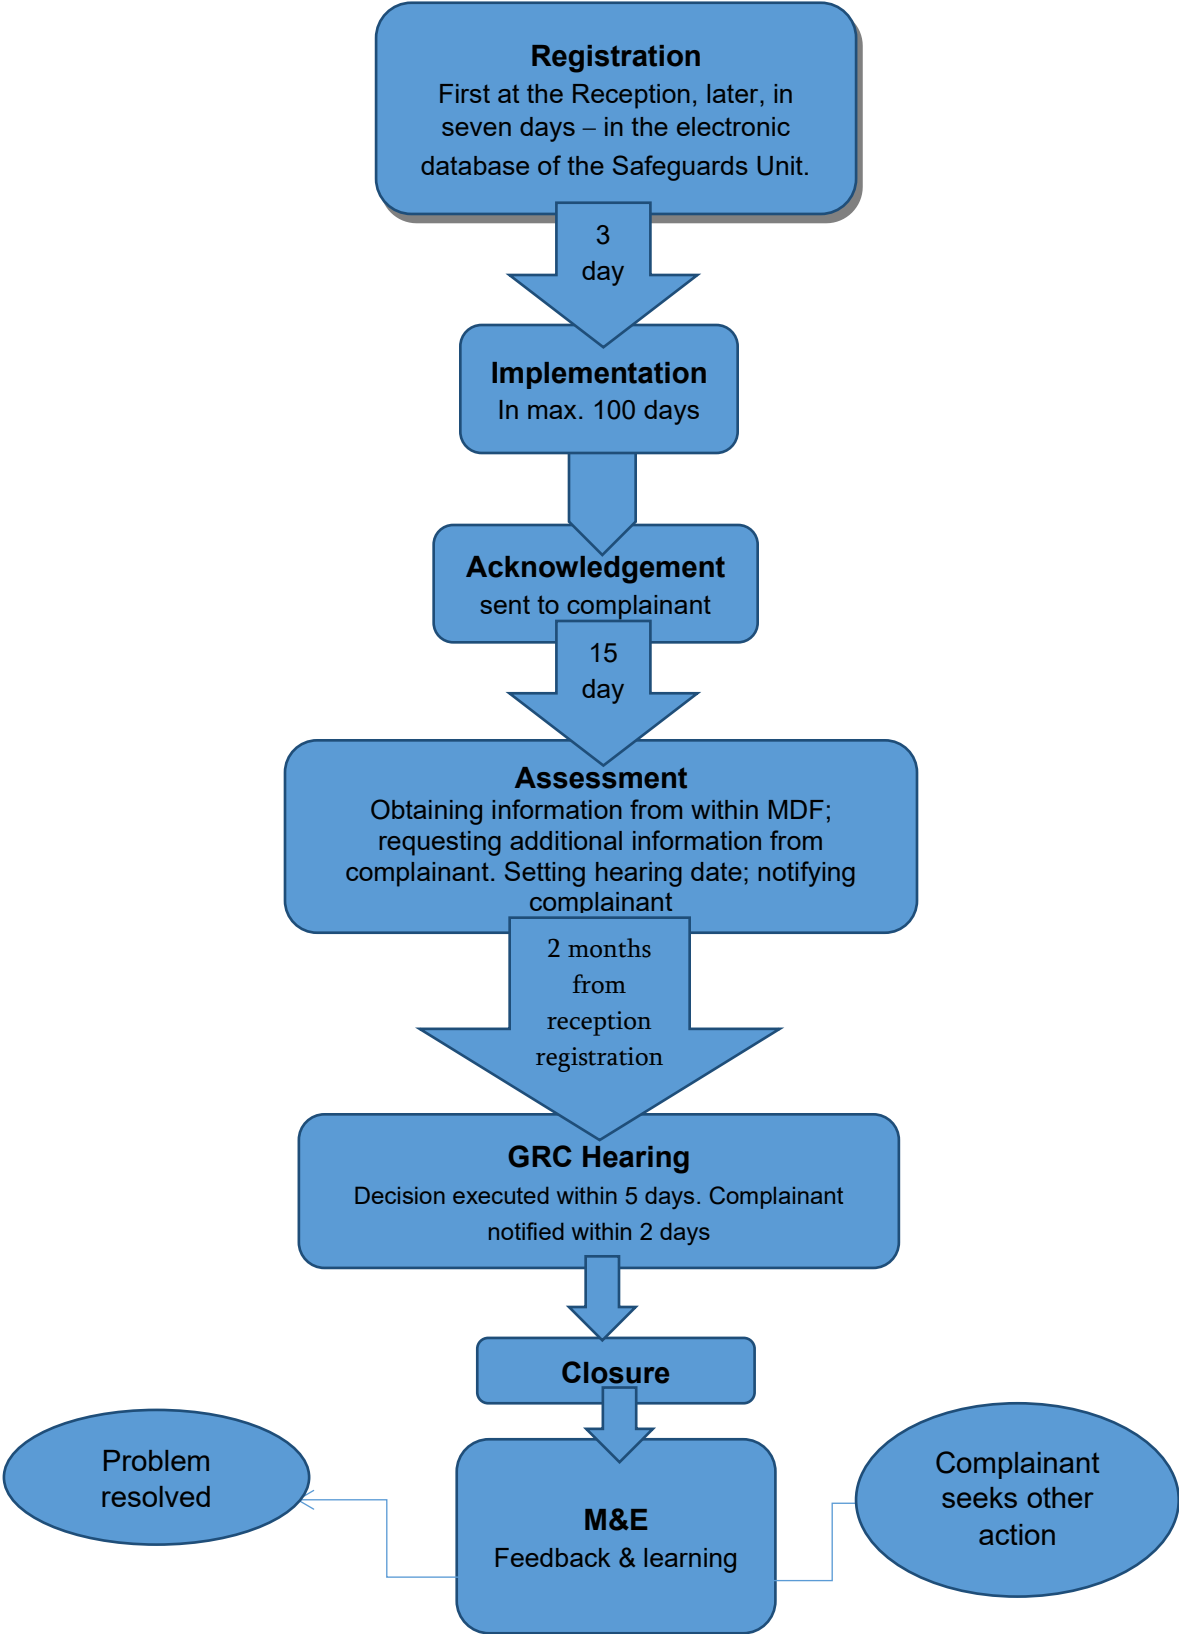 Registration
First at the Reception, later, in
seven days – in the electronic
database of the Safeguards Unit.
3
day
Implementation
In max. 100 days
Acknowledgement
sent to complainant
15
day
Assessment
Obtaining information from within MDF;
requesting additional information from
complainant. Setting hearing date; notifying
complainant
2 months
from
reception
registration
GRC Hearing
Decision executed within 5 days. Complainant
notified within 2 days
Closure
Problem
resolved
M&E
Feedback & learning
Complainant
seeks other
action